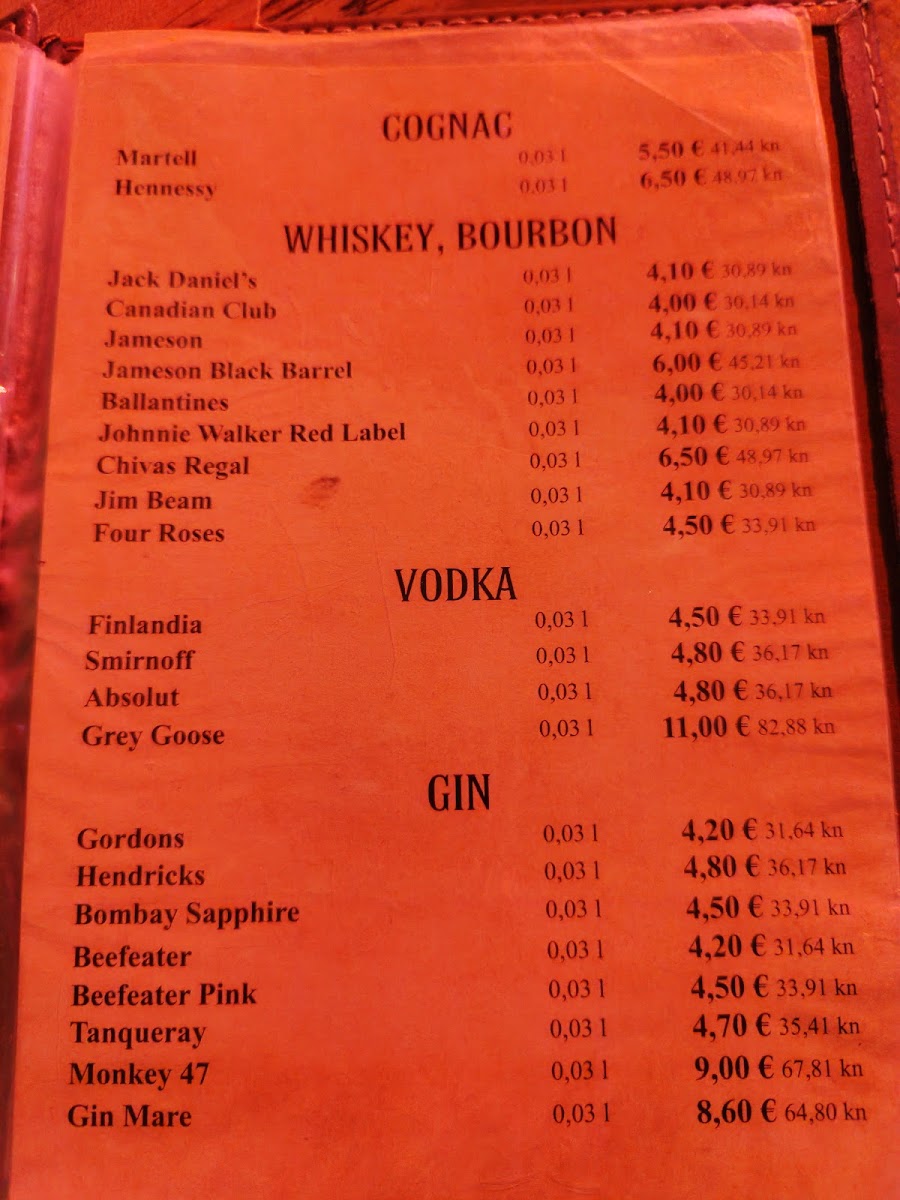 COGNAC
Martell 0,03 l 5,50 € 41,44 kn
Hennessy 0,03 l 6,50 € 48,97 kn
WHISKEY, BOURBON
Jack Daniel's 0,03 l 4,10 € 30,89 kn
Canadian Club 0,03 l 4,00 € 30,14 kn
Jameson 0,03 l 4,10 € 30,89 kn
Jameson Black Barrel 0,03 l 6,00 € 45,21 kn
Ballantines 0,03 l 4,00 € 30,14 kn
Johnnie Walker Red Label 0,03 l 4,10 € 30,89 kn
Chivas Regal 0,03 l 6,50 € 48,97 kn
Jim Beam 0,03 l 4,10 € 30,89 kn
Four Roses 0,03 l 4,50 € 33,91 kn
VODKA
Finlandia 0,03 l 4,50 € 33,91 kn
Smirnoff 0,03 l 4,80 € 36,17 kn
Absolut 0,03 l 4,80 € 36,17 kn
Grey Goose 0,03 l 11,00 € 82,88 kn
GIN
Gordons 0,03 l 4,20 € 31,64 kn
Hendricks 0,03 l 4,80 € 36,17 kn
Bombay Sapphire 0,03 l 4,50 € 33,91 kn
Beefeater 0,03 l 4,20 € 31,64 kn
Beefeater Pink 0,03 l 4,50 € 33,91 kn
Tanqueray 0,03 l 4,70 € 35,41 kn
Monkey 47 0,03 l 9,00 € 67,81 kn
Gin Mare 0,03 l 8,60 € 64,80 kn